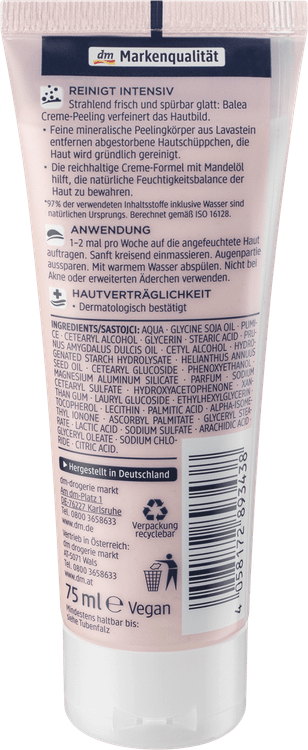 dm Markenqualität
REINIGT INTENSIV
Strahlend frisch und spürbar glatt: Balea
Creme-Peeling verfeinert das Hautbild.
• Feine mineralische Peelingkörper aus Lavastein
entfernen abgestorbene Hautschüppchen, die
Haut wird gründlich gereinigt.
• Die reichhaltige Creme-Formel mit Mandelöl
hilft, die natürliche Feuchtigkeitsbalance der
Haut zu bewahren.
*97% der verwendeten Inhaltsstoffe inklusive Wasser sind
natürlichen Ursprungs. Berechnet gemäß ISO 16128.
ANWENDUNG
1–2 mal pro Woche auf die angefeuchtete Haut
auftragen. Sanft kreisend einmassieren. Augenpartie
aussparen. Mit warmem Wasser abspülen. Nicht bei
Akne oder erweiterten Äderchen verwenden.
HAUTVERTRÄGLICHKEIT
• Dermatologisch bestätigt
INGREDIENTS/SASTOJCI: AQUA · GLYCINE SOJA OIL · PUMI-
CE · CETEARYL ALCOHOL · GLYCERIN · STEARIC ACID · PRU-
NUS AMYGDALUS DULCIS OIL · CETYL ALCOHOL · HYDRO-
GENATED STARCH HYDROLYSATE · HELIANTHUS ANNUUS
SEED OIL · CETEARYL GLUCOSIDE · PHENOXYETHANOL ·
MAGNESIUM ALUMINUM SILICATE · PARFUM · SODIUM
CETEARYL SULFATE · HYDROXYACETOPHENONE · XAN-
THAN GUM · LAURYL GLUCOSIDE · ETHYLHEXYLGLYCERIN ·
TOCOPHEROL · LECITHIN · PALMITIC ACID · ALPHA-ISOME-
THYL IONONE · ASCORBYL PALMITATE · GLYCERYL STEA-
RATE · LACTIC ACID · SODIUM SULFATE · ARACHIDIC ACID ·
GLYCERYL OLEATE · SODIUM CHLO-
RIDE · CITRIC ACID.
Hergestellt in Deutschland
dm-drogerie markt
Am dm-Platz 1
DE-76227 Karlsruhe
Tel. 0800 3658633
www.dm.de
Vertrieb in Österreich:
dm drogerie markt
AT-5071 Wals
Tel. 0800 3658633
www.dm.at
Verpackung
recyclebar
75 ml e Vegan
Mindestens haltbar bis:
siehe Tubenfalz
4 058172 893438